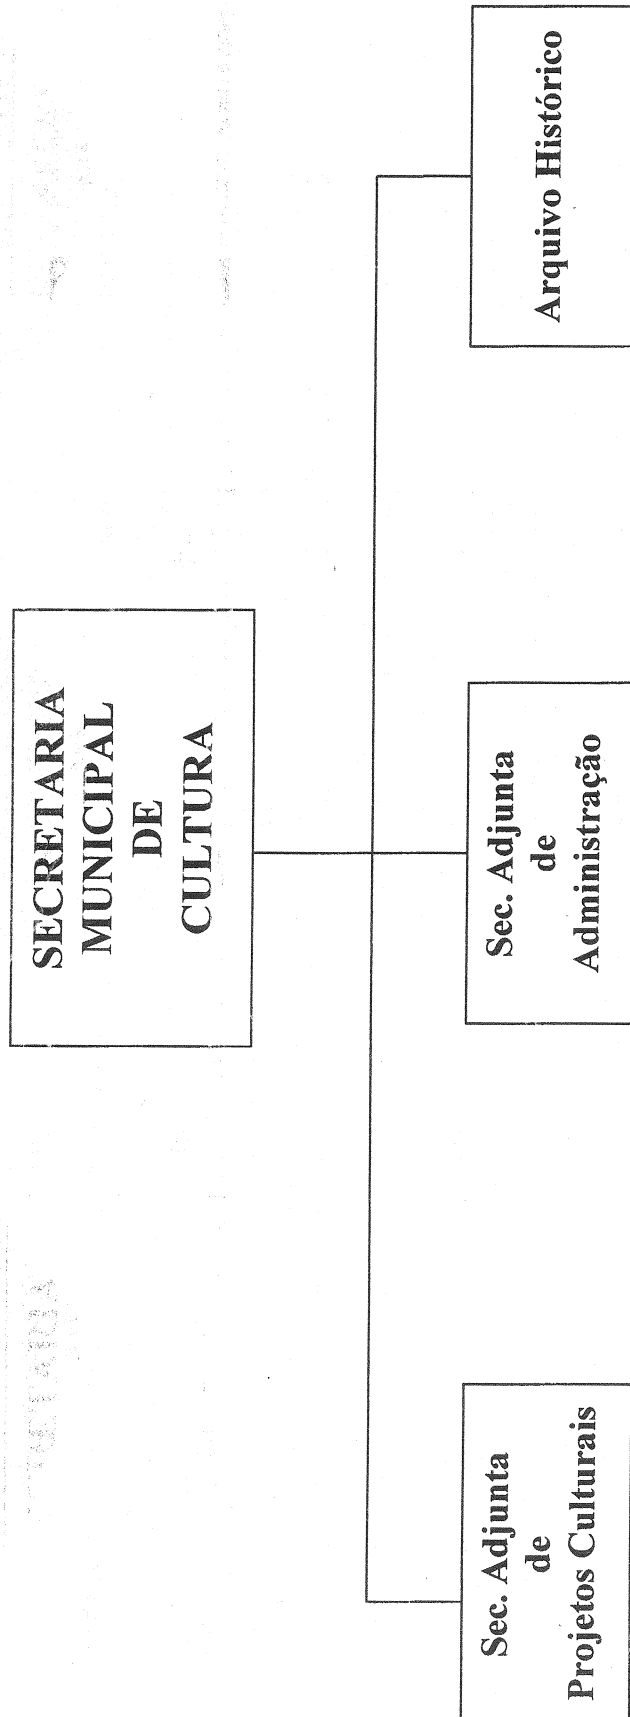 SECRETARIA
MUNICIPAL
DE
CULTURA
Sec. Adjunta
de
Projetos Culturais
Sec. Adjunta
de
Administração
Arquivo Histórico